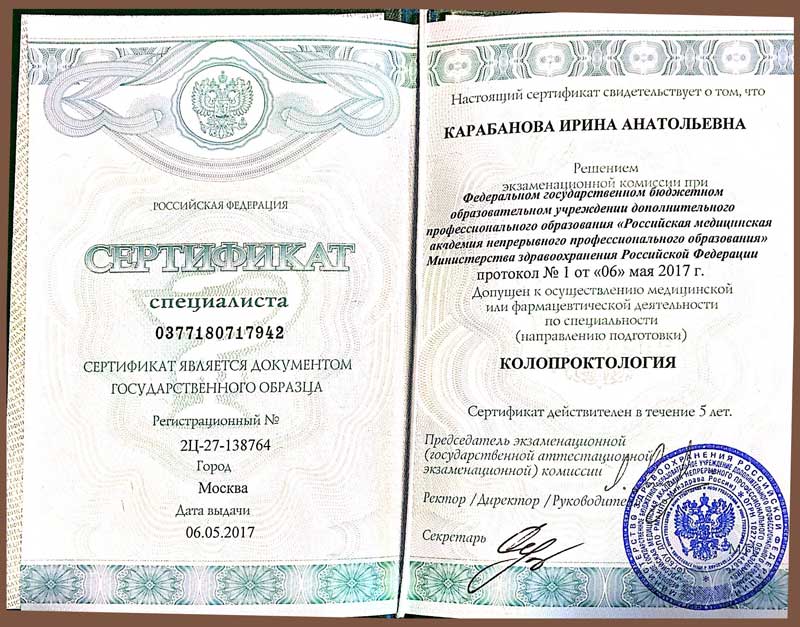 РОССИЙСКАЯ ФЕДЕРАЦИЯ
СЕРТИФИКАТ
специалиста
0377180717942
СЕРТИФИКАТ ЯВЛЯЕТСЯ ДОКУМЕНТОМ
ГОСУДАРСТВЕННОГО ОБРАЗЦА
Регистрационный №
2Ц-27-138764
Город
Москва
Дата выдачи
06.05.2017
Настоящий сертификат свидетельствует о том, что
КАРАБАНОВА ИРИНА АНАТОЛЬЕВНА
Решением
экзаменационной комиссии при
Федеральном государственном бюджетном
образовательном учреждении дополнительного
профессионального образования «Российская медицинская
академия непрерывного профессионального образования»
Министерства здравоохранения Российской Федерации
протокол № 1 от «06» мая 2017 г.
Допущен к осуществлению медицинской
или фармацевтической деятельности
по специальности
(направлению подготовки)
КОЛОПРОКТОЛОГИЯ
Сертификат действителен в течение 5 лет.
Председатель экзаменационной
(государственной аттестационной
экзаменационной) комиссии
Ректор /Директор /Руководитель
Секретарь